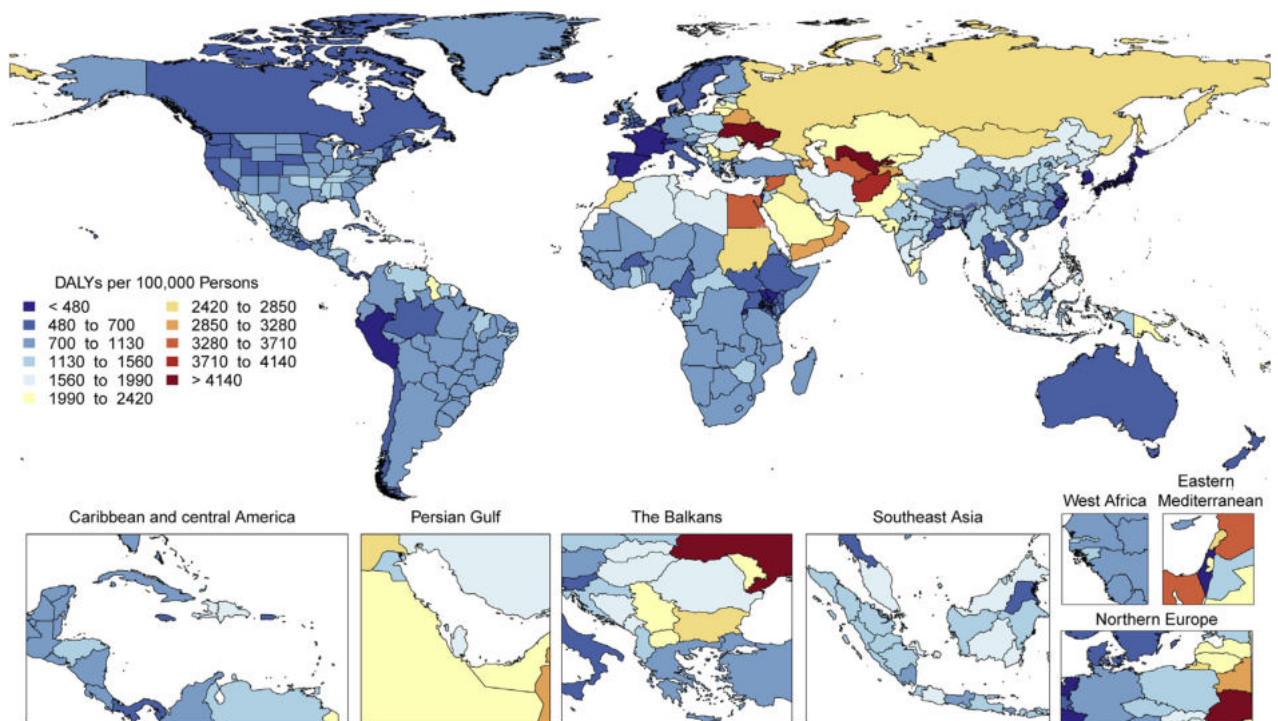 DALYs per 100,000 Persons
< 480
480 to 700
700 to 1130
1130 to 1560
1560 to 1990
1990 to 2420
2420 to 2850
2850 to 3280
3280 to 3710
3710 to 4140
> 4140
Caribbean and central America
Persian Gulf
The Balkans
Southeast Asia
West Africa
Eastern
Mediterranean
Northern Europe